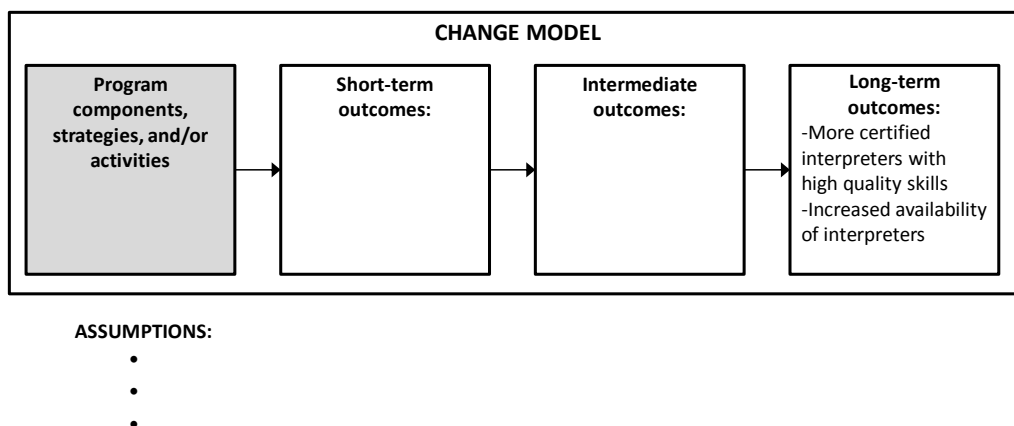 CHANGE MODEL
Program
components,
strategies, and/or
activities
Short-term
outcomes:
Intermediate
outcomes:
Long-term
outcomes:
-More certified
interpreters with
high quality skills
-Increased availability
of interpreters
ASSUMPTIONS:
•
•
•